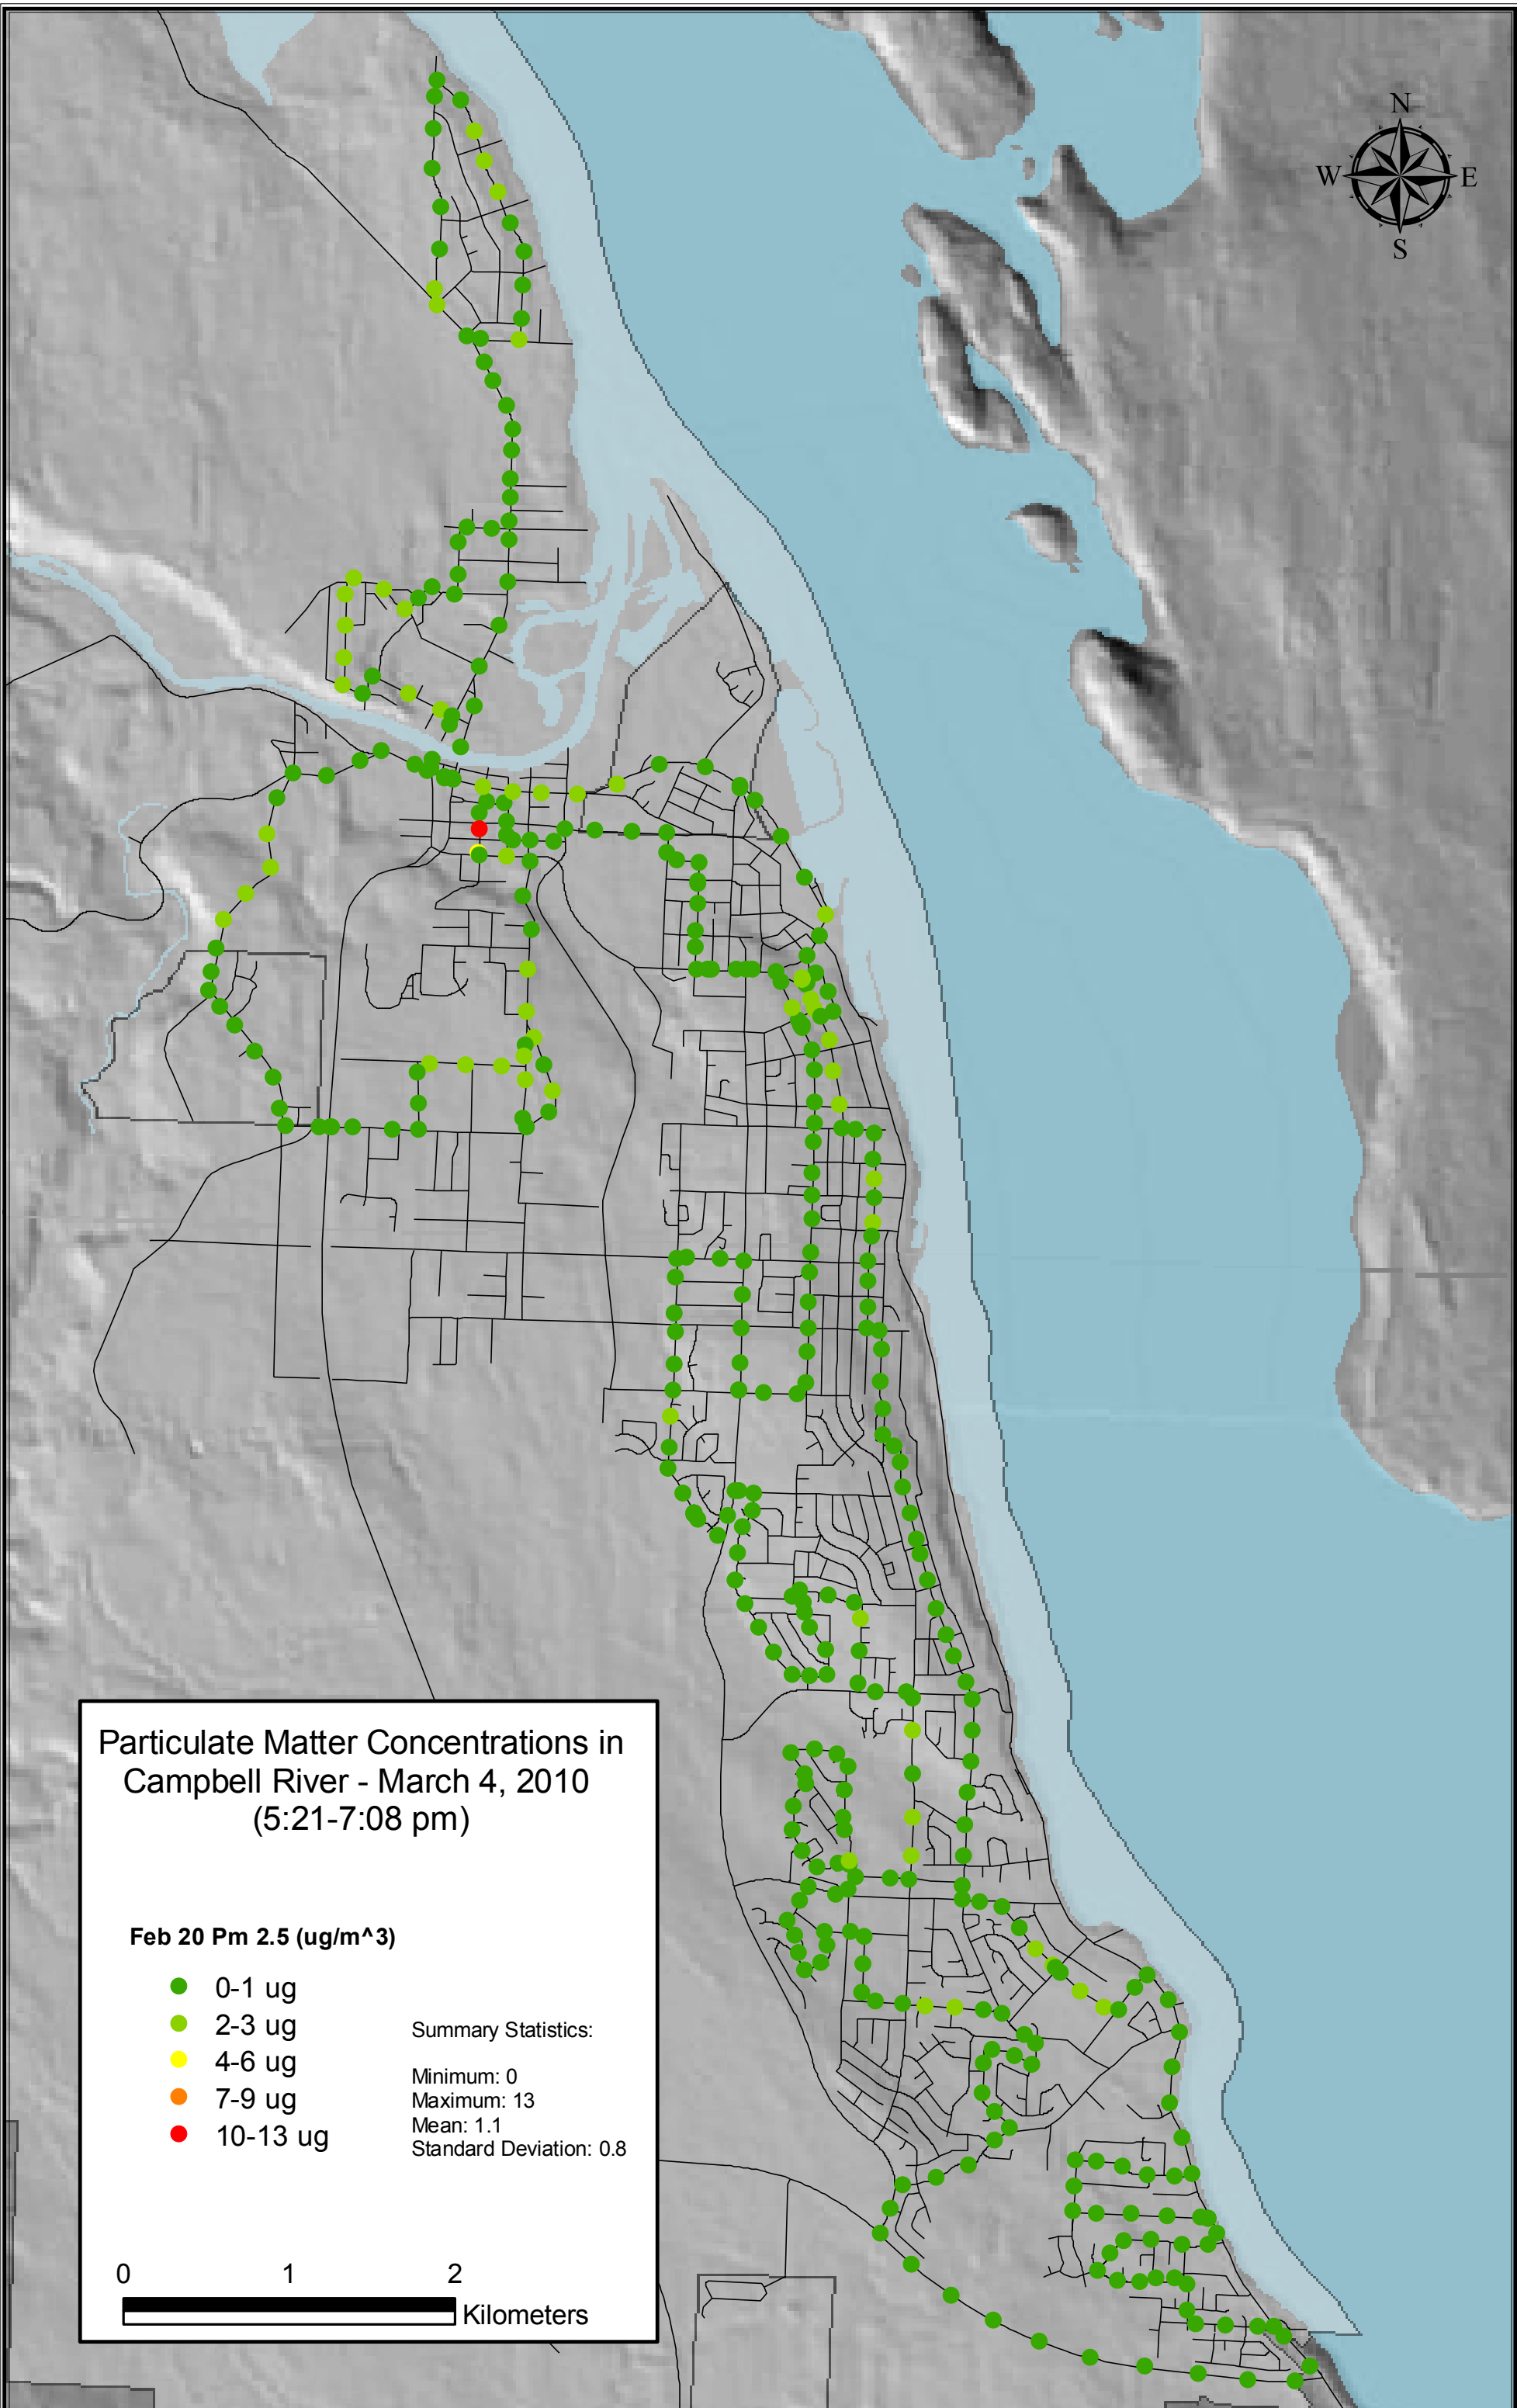 N
W E
S
Particulate Matter Concentrations in
Campbell River - March 4, 2010
(5:21-7:08 pm)
Feb 20 Pm 2.5 (ug/m^3)
0-1 ug
2-3 ug
4-6 ug
7-9 ug
10-13 ug
Summary Statistics:
Minimum: 0
Maximum: 13
Mean: 1.1
Standard Deviation: 0.8
0 1 2
Kilometers